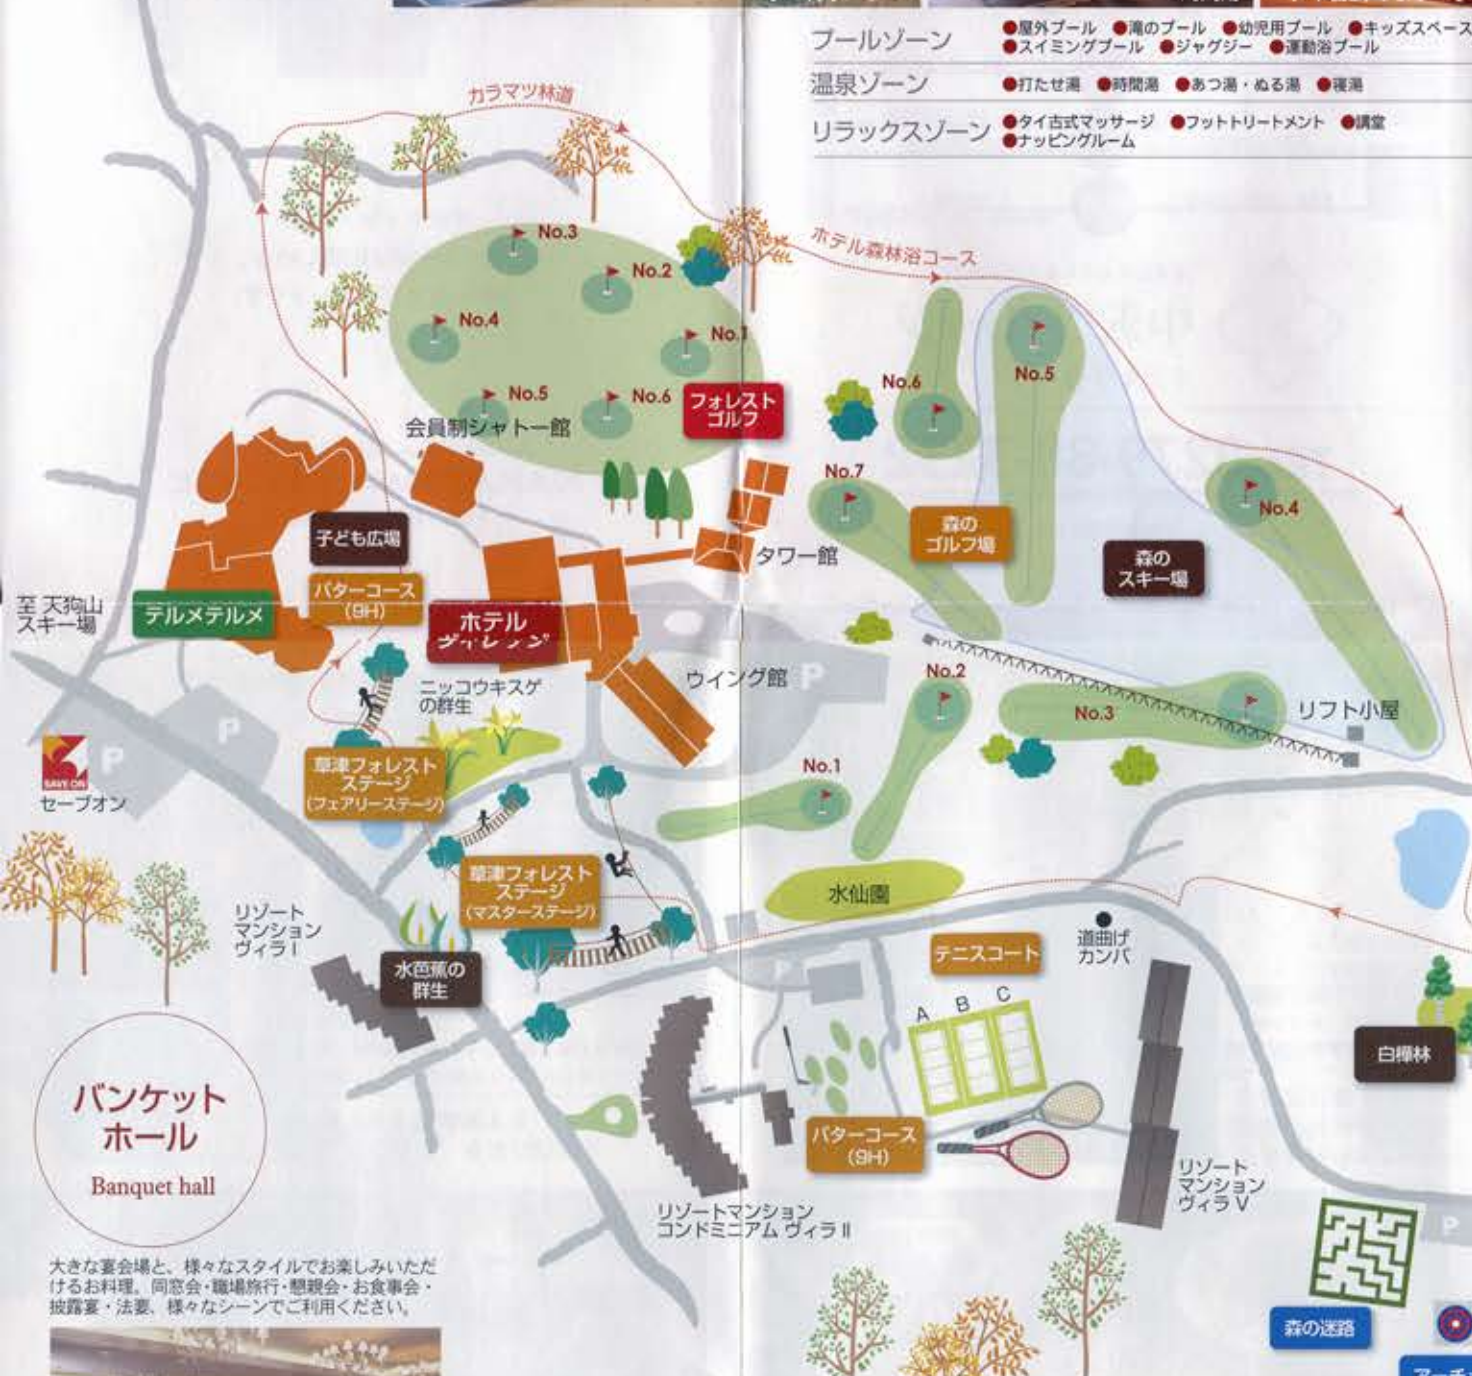 プールゾーン
●屋外プール ●滝のプール ●幼児用プール ●キッズスペース
●スイミングプール ●ジャグジー ●運動浴プール
温泉ゾーン
●打たせ湯 ●時間湯 ●あつ湯・ぬる湯 ●寝湯
リラックスゾーン
●タイ古式マッサージ ●フットトリートメント ●講堂
●ナッピングルーム
カラマツ林道
ホテル森林浴コース
No.3
No.2
No.4
No.1
No.5
No.6
フォレスト
ゴルフ
会員制シャトー館
No.6
No.5
No.7
No.4
森の
ゴルフ場
森の
スキー場
子ども広場
パターコース
(9H)
タワー館
至 天狗山
スキー場
テルメテルメ
ホテル
ヴィレッジ
ニッコウキスゲ
の群生
ウイング館
P
No.2
No.3
リフト小屋
P
P
SAVE ON
セーブオン
草津フォレスト
ステージ
(フェアリーステージ)
No.1
草津フォレスト
ステージ
(マスターステージ)
水仙園
リゾート
マンション
ヴィラ I
水芭蕉の
群生
テニスコート
道曲げ
カンバ
P
A B C
白樺林
バンケット
ホール
Banquet hall
パターコース
(9H)
リゾート
マンション
ヴィラ V
リゾートマンション
コンドミニアム ヴィラ II
P
大きな宴会場と、様々なスタイルでお楽しみいただ
けるお料理。同窓会・職場旅行・懇親会・お食事会・
披露宴・法要、様々なシーンでご利用ください。
森の迷路